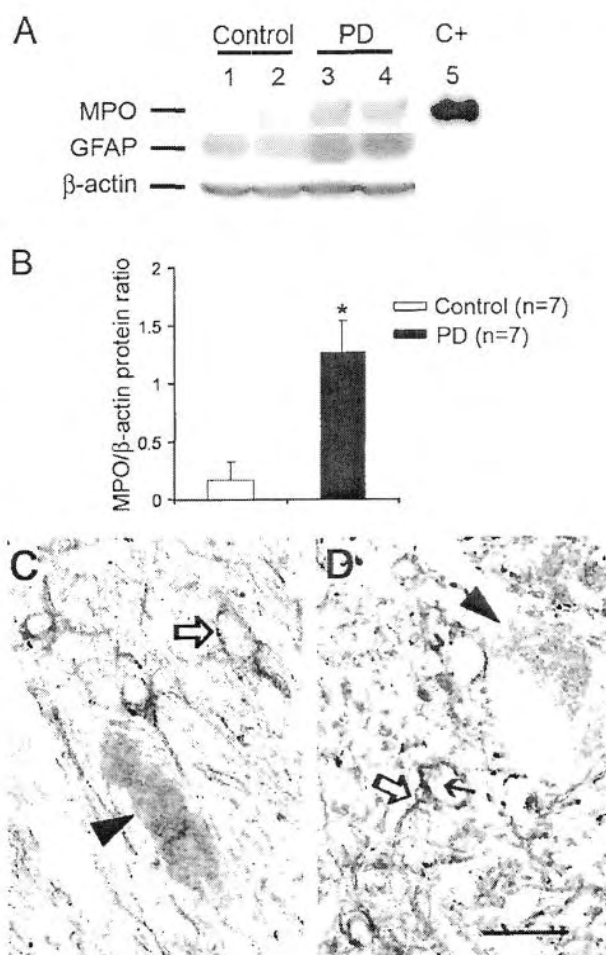 A
Control PD C+
1 2 3 4 5
MPO
GFAP
β-actin
B
MPO/β-actin protein ratio
2
1.5
1
0.5
0
*
Control (n=7)
PD (n=7)
C D